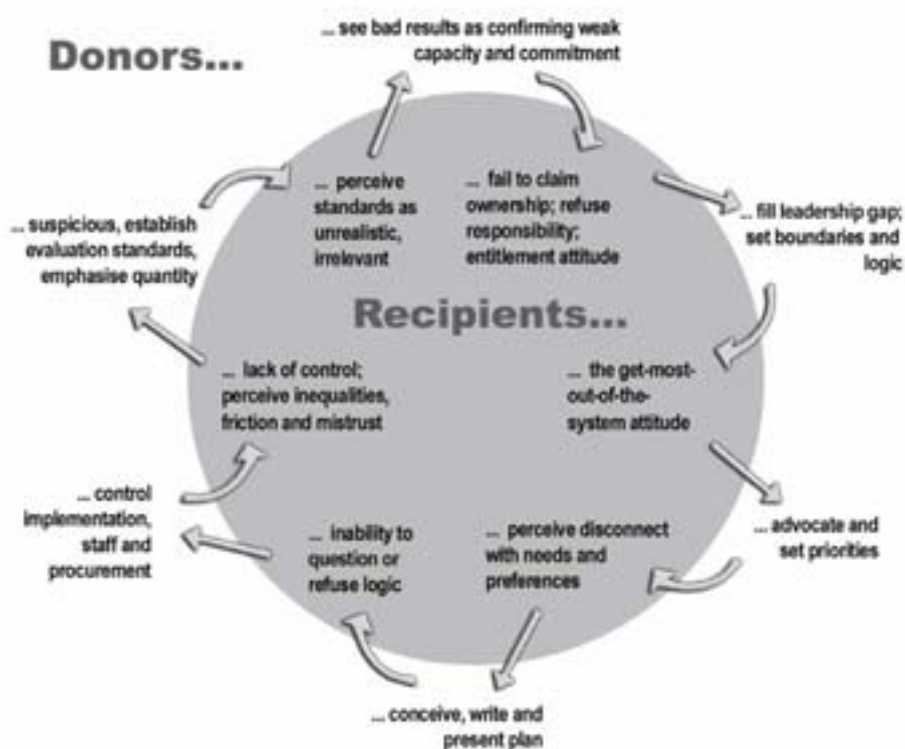 Donors...
... see bad results as confirming weak
capacity and commitment
... perceive
standards as
unrealistic,
irrelevant
... fail to claim
ownership; refuse
responsibility;
entitlement attitude
... fill leadership gap;
set boundaries and
logic
... suspicious, establish
evaluation standards,
emphasise quantity
Recipients...
... lack of control;
perceive inequalities,
friction and mistrust
... the get-most-
out-of-the-
system attitude
... control
implementation,
staff and
procurement
... inability to
question or
refuse logic
... perceive disconnect
with needs and
preferences
... advocate and
set priorities
... conceive, write and
present plan